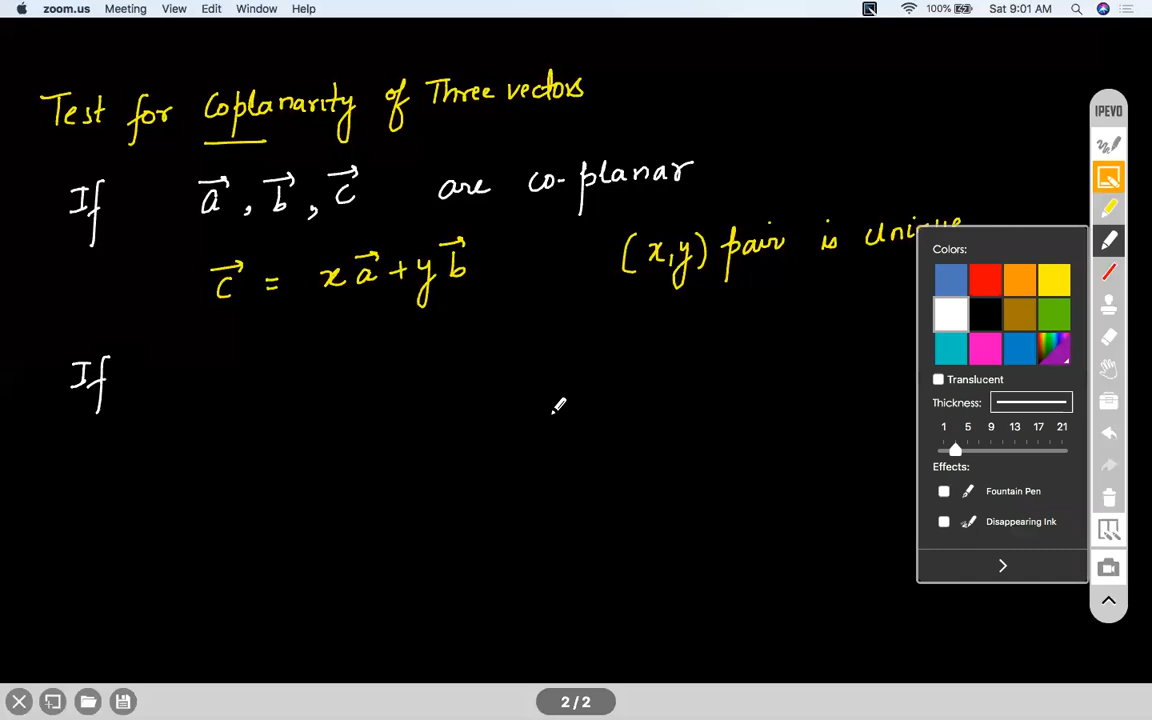 zoom.us Meeting View Edit Window Help 100% Sat 9:01 AM
Test for Coplanarity of Three vectors
IPEVO
If a⃗, b⃗, c⃗ are co-planar
(x,y) pair is unique
c⃗ = x a⃗ + y b⃗
Colors:
If
Translucent
Thickness:
1 5 9 13 17 21
Effects:
Fountain Pen
Disappearing Ink
2 / 2